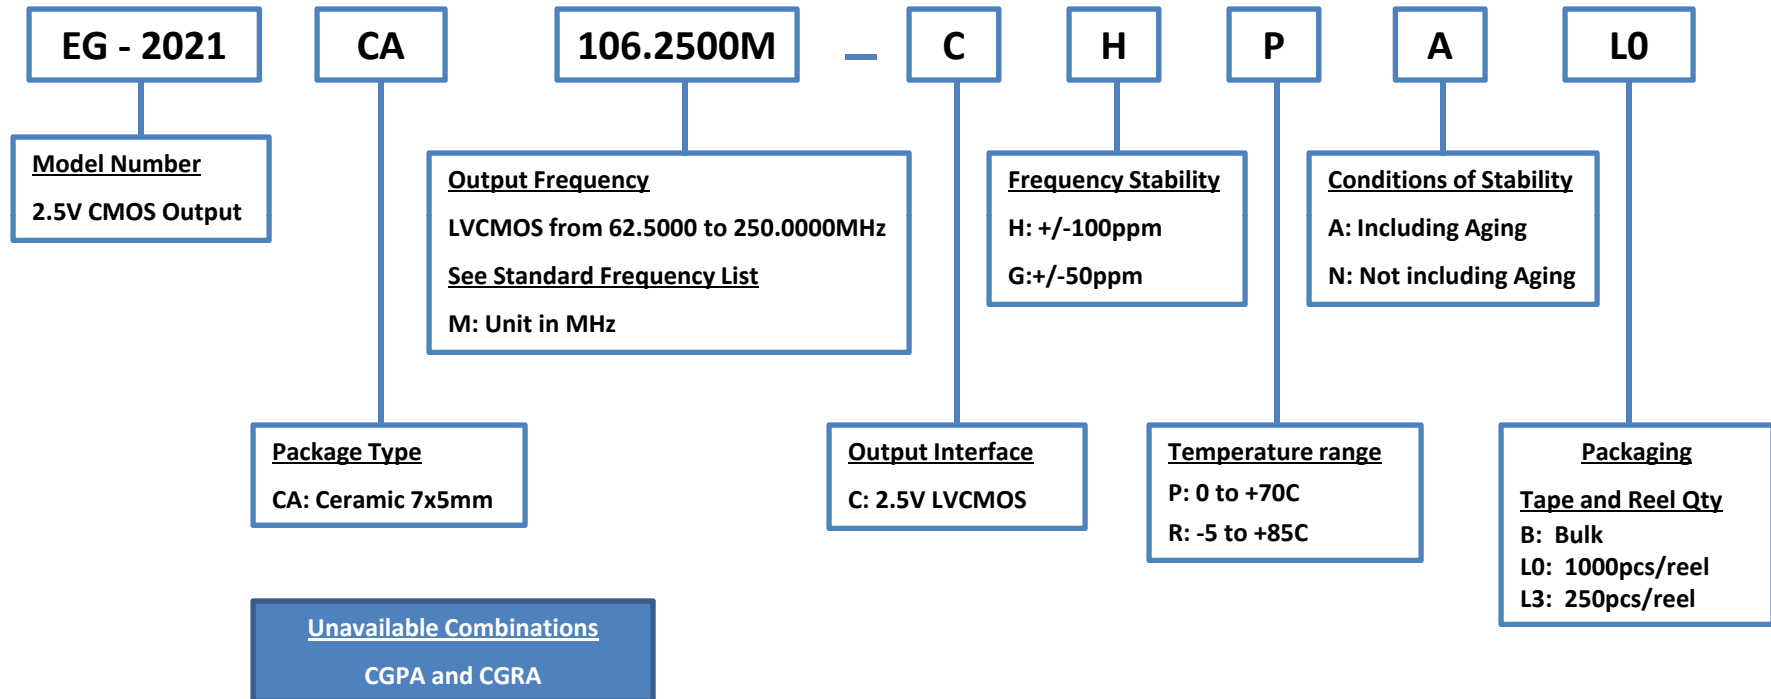 EG - 2021 CA 106.2500M – C H P A L0
Model Number
2.5V CMOS Output
Output Frequency
LVCMOS from 62.5000 to 250.0000MHz
See Standard Frequency List
M: Unit in MHz
Frequency Stability
H: +/-100ppm
G:+/-50ppm
Conditions of Stability
A: Including Aging
N: Not including Aging
Package Type
CA: Ceramic 7x5mm
Output Interface
C: 2.5V LVCMOS
Temperature range
P: 0 to +70C
R: -5 to +85C
Packaging
Tape and Reel Qty
B: Bulk
L0: 1000pcs/reel
L3: 250pcs/reel
Unavailable Combinations
CGPA and CGRA